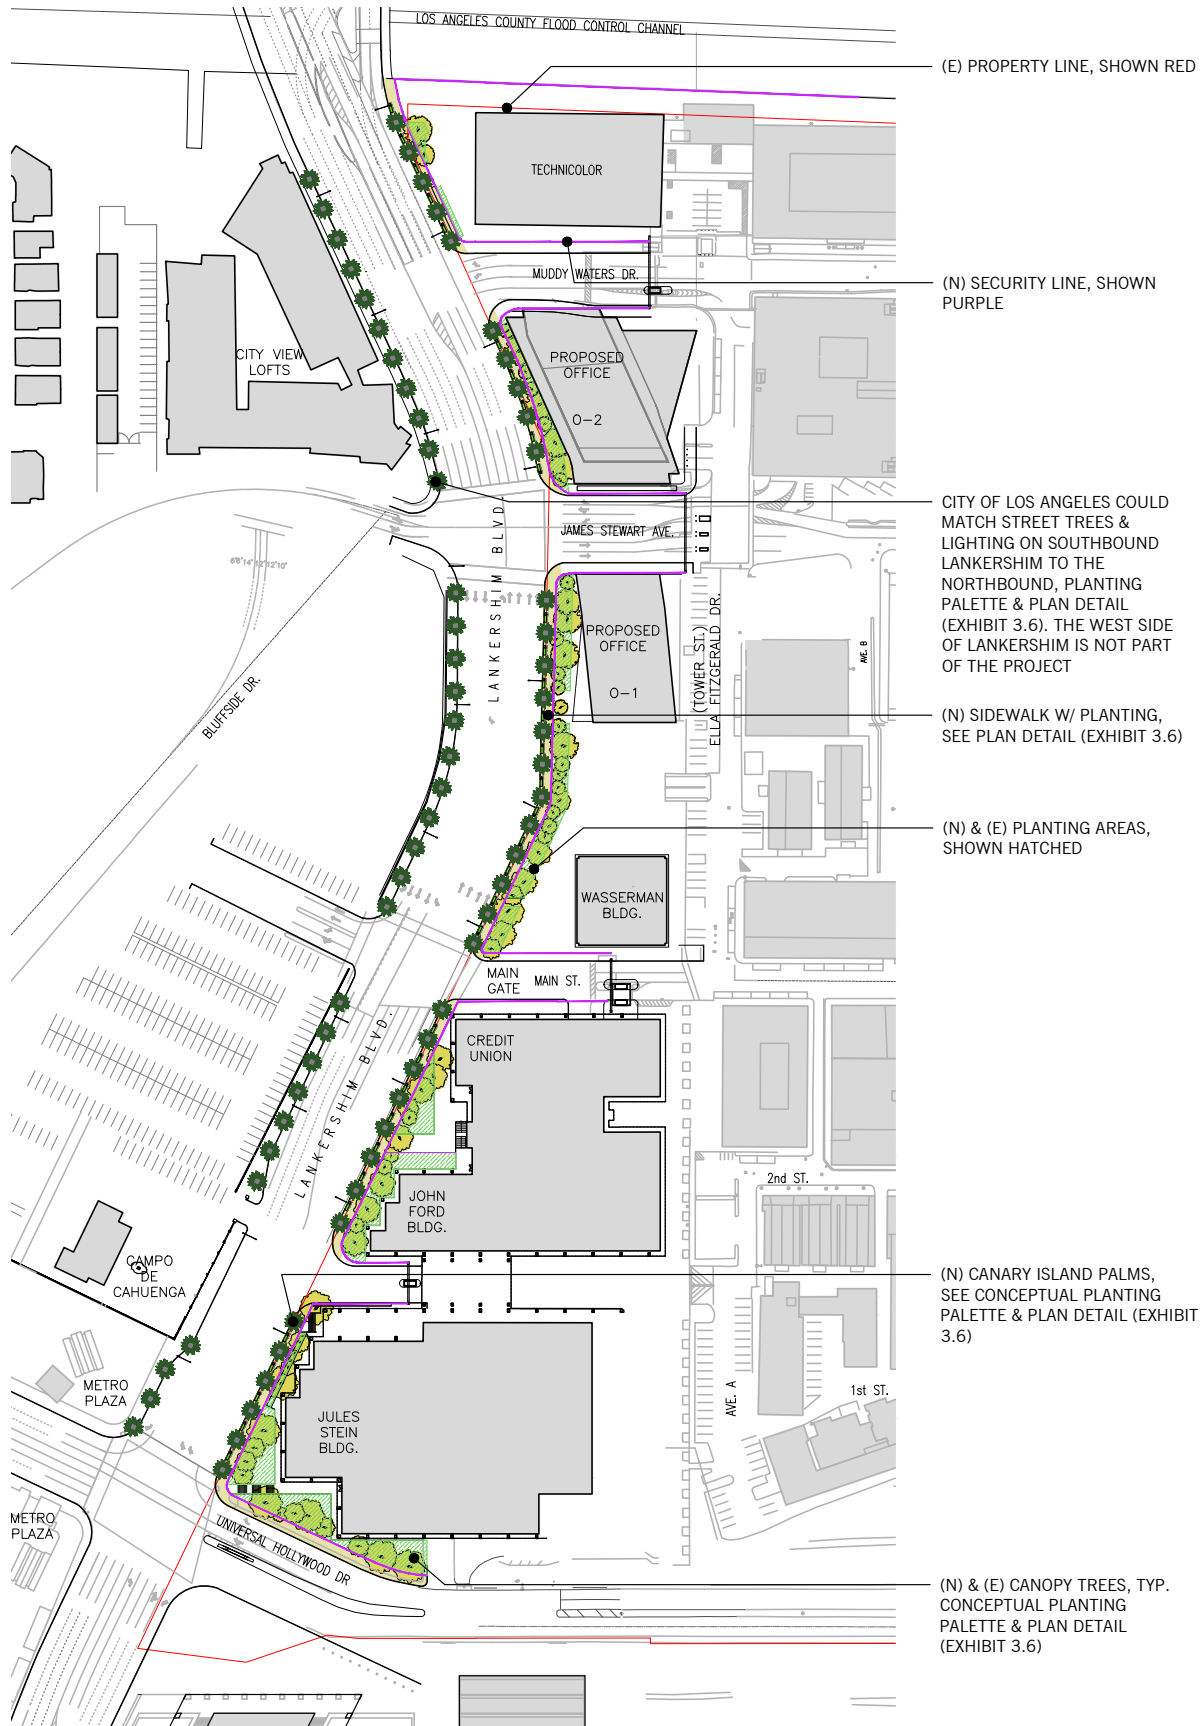 LOS ANGELES COUNTY FLOOD CONTROL CHANNEL
(E) PROPERTY LINE, SHOWN RED
TECHNICOLOR
MUDDY WATERS DR.
(N) SECURITY LINE, SHOWN
PURPLE
CITY VIEW
LOFTS
PROPOSED
OFFICE
O-2
CITY OF LOS ANGELES COULD
MATCH STREET TREES &
LIGHTING ON SOUTHBOUND
LANKERSHIM TO THE
NORTHBOUND, PLANTING
PALETTE & PLAN DETAIL
(EXHIBIT 3.6). THE WEST SIDE
OF LANKERSHIM IS NOT PART
OF THE PROJECT
JAMES STEWART AVE.
LANKERSHIM BLVD.
PROPOSED
OFFICE
O-1
(TOWER ST.)
ELLA FITZGERALD DR.
AVE. B
BLUFFSIDE DR.
(N) SIDEWALK W/ PLANTING,
SEE PLAN DETAIL (EXHIBIT 3.6)
(N) & (E) PLANTING AREAS,
SHOWN HATCHED
WASSERMAN
BLDG.
MAIN
GATE
MAIN ST.
CREDIT
UNION
LANKERSHIM BLVD.
JOHN
FORD
BLDG.
2nd ST.
CAMPO
DE
CAHUENGA
(N) CANARY ISLAND PALMS,
SEE CONCEPTUAL PLANTING
PALETTE & PLAN DETAIL (EXHIBIT
3.6)
METRO
PLAZA
JULES
STEIN
BLDG.
AVE. A
1st ST.
METRO
PLAZA
UNIVERSAL HOLLYWOOD DR
(N) & (E) CANOPY TREES, TYP.
CONCEPTUAL PLANTING
PALETTE & PLAN DETAIL
(EXHIBIT 3.6)